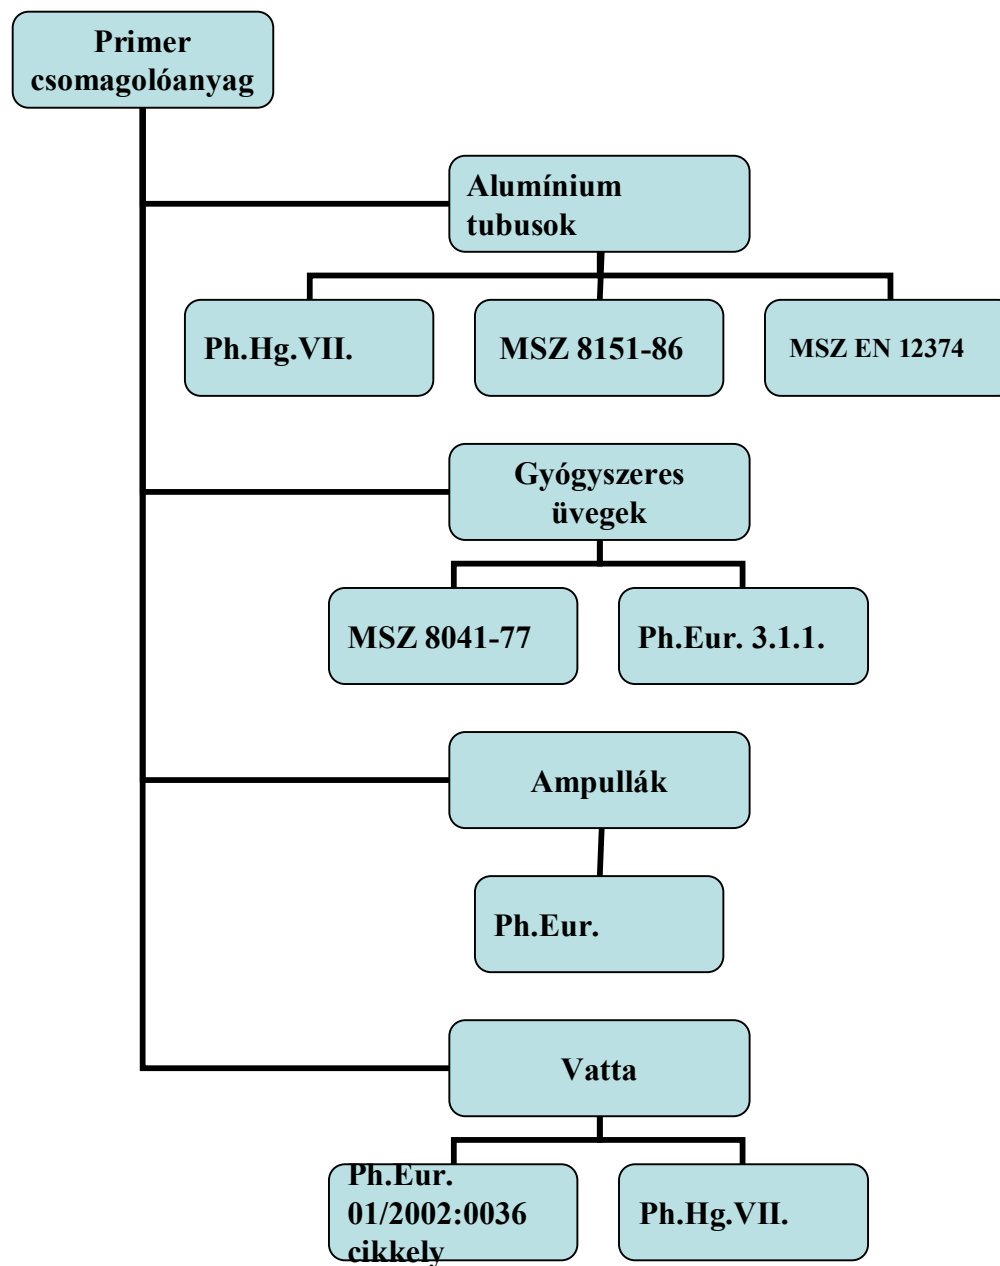 Primer
csomagolóanyag
Alumínium
tubusok
Ph.Hg.VII.
MSZ 8151-86
MSZ EN 12374
Gyógyszeres
üvegek
MSZ 8041-77
Ph.Eur. 3.1.1.
Ampullák
Ph.Eur.
Vatta
Ph.Eur.
01/2002:0036
cikkely
Ph.Hg.VII.